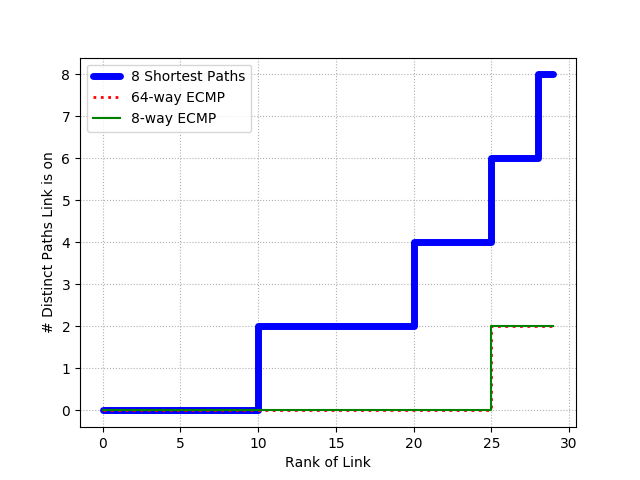 8 Shortest Paths
64-way ECMP
8-way ECMP
8
7
6
5
4
3
2
1
0
# Distinct Paths Link is on
0 5 10 15 20 25 30
Rank of Link